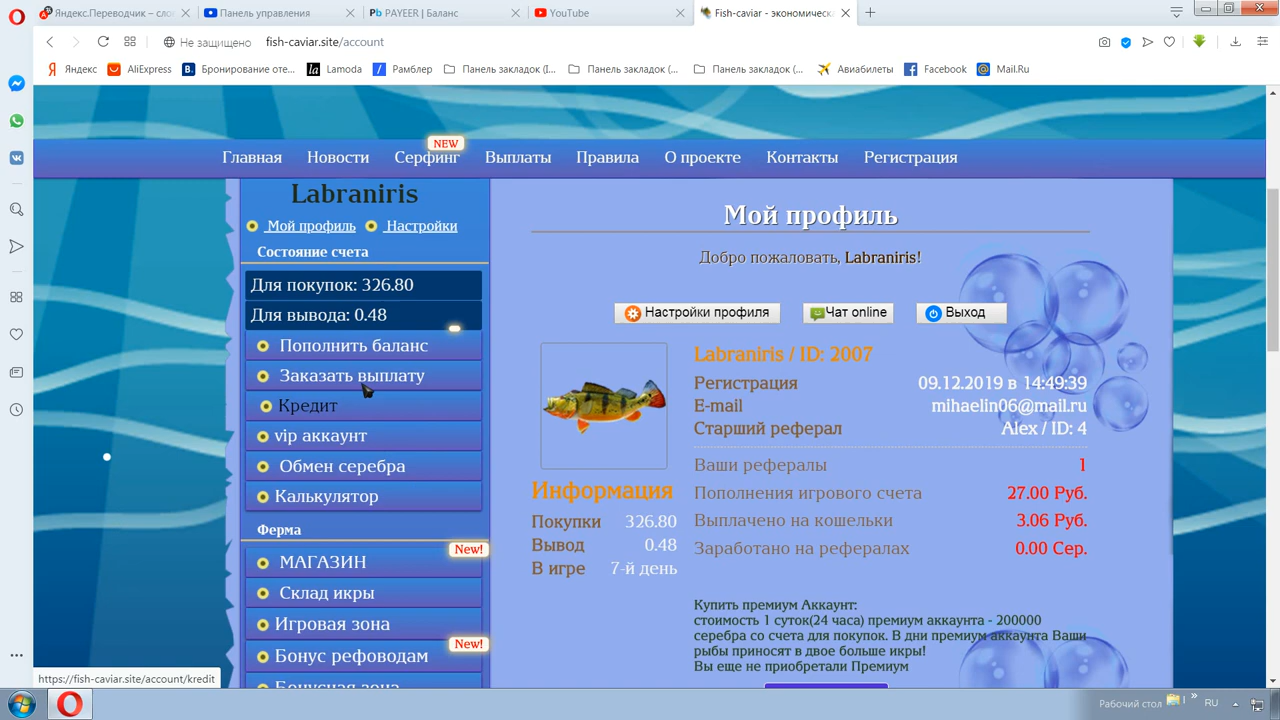 Яндекс.Переводчик – сло
Панель управления
PAYEER | Баланс
YouTube
Fish-caviar - экономическ
Не защищено
fish-caviar.site/account
Яндекс
AliExpress
Бронирование оте...
Lamoda
Рамблер
Панель закладок (I...
Панель закладок (...
Панель закладок (...
Авиабилеты
Facebook
Mail.Ru
NEW
Главная
Новости
Серфинг
Выплаты
Правила
О проекте
Контакты
Регистрация
Labraniris
Мой профиль
Настройки
Состояние счета
Для покупок: 326.80
Для вывода: 0.48
Пополнить баланс
Заказать выплату
Кредит
vip аккаунт
Обмен серебра
Калькулятор
Ферма
New!
МАГАЗИН
Склад икры
Игровая зона
New!
Бонус рефоводам
Бонусная зона
Мой профиль
Добро пожаловать, Labraniris!
Настройки профиля
Чат online
Выход
Labraniris / ID: 2007
Регистрация 09.12.2019 в 14:49:39
E-mail mihaelin06@mail.ru
Старший реферал Alex / ID: 4
Ваши рефералы 1
Пополнения игрового счета 27.00 Руб.
Выплачено на кошельки 3.06 Руб.
Заработано на рефералах 0.00 Сер.
Информация
Покупки 326.80
Вывод 0.48
В игре 7-й день
Купить премиум Аккаунт:
стоимость 1 суток(24 часа) премиум аккаунта - 200000
серебра со счета для покупок. В дни премиум аккаунта Ваши
рыбы приносят в двое больше икры!
Вы еще не приобретали Премиум
http://fish-caviar.site/account/kredit
Рабочий стол
RU